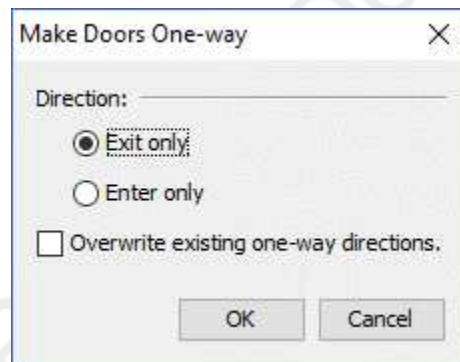 Make Doors One-way
Direction:
Exit only
Enter only
Overwrite existing one-way directions.
OK Cancel